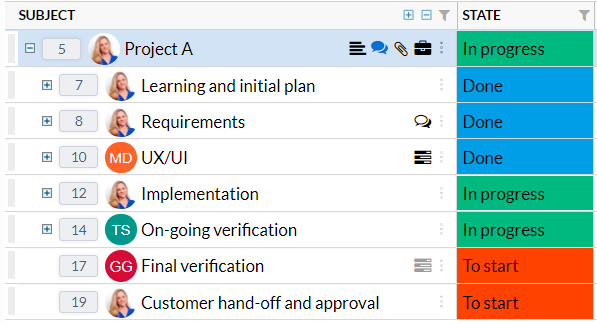 SUBJECT STATE
5 Project A In progress
7 Learning and initial plan Done
8 Requirements Done
10 MD UX/UI Done
12 Implementation In progress
14 TS On-going verification In progress
17 GG Final verification To start
19 Customer hand-off and approval To start